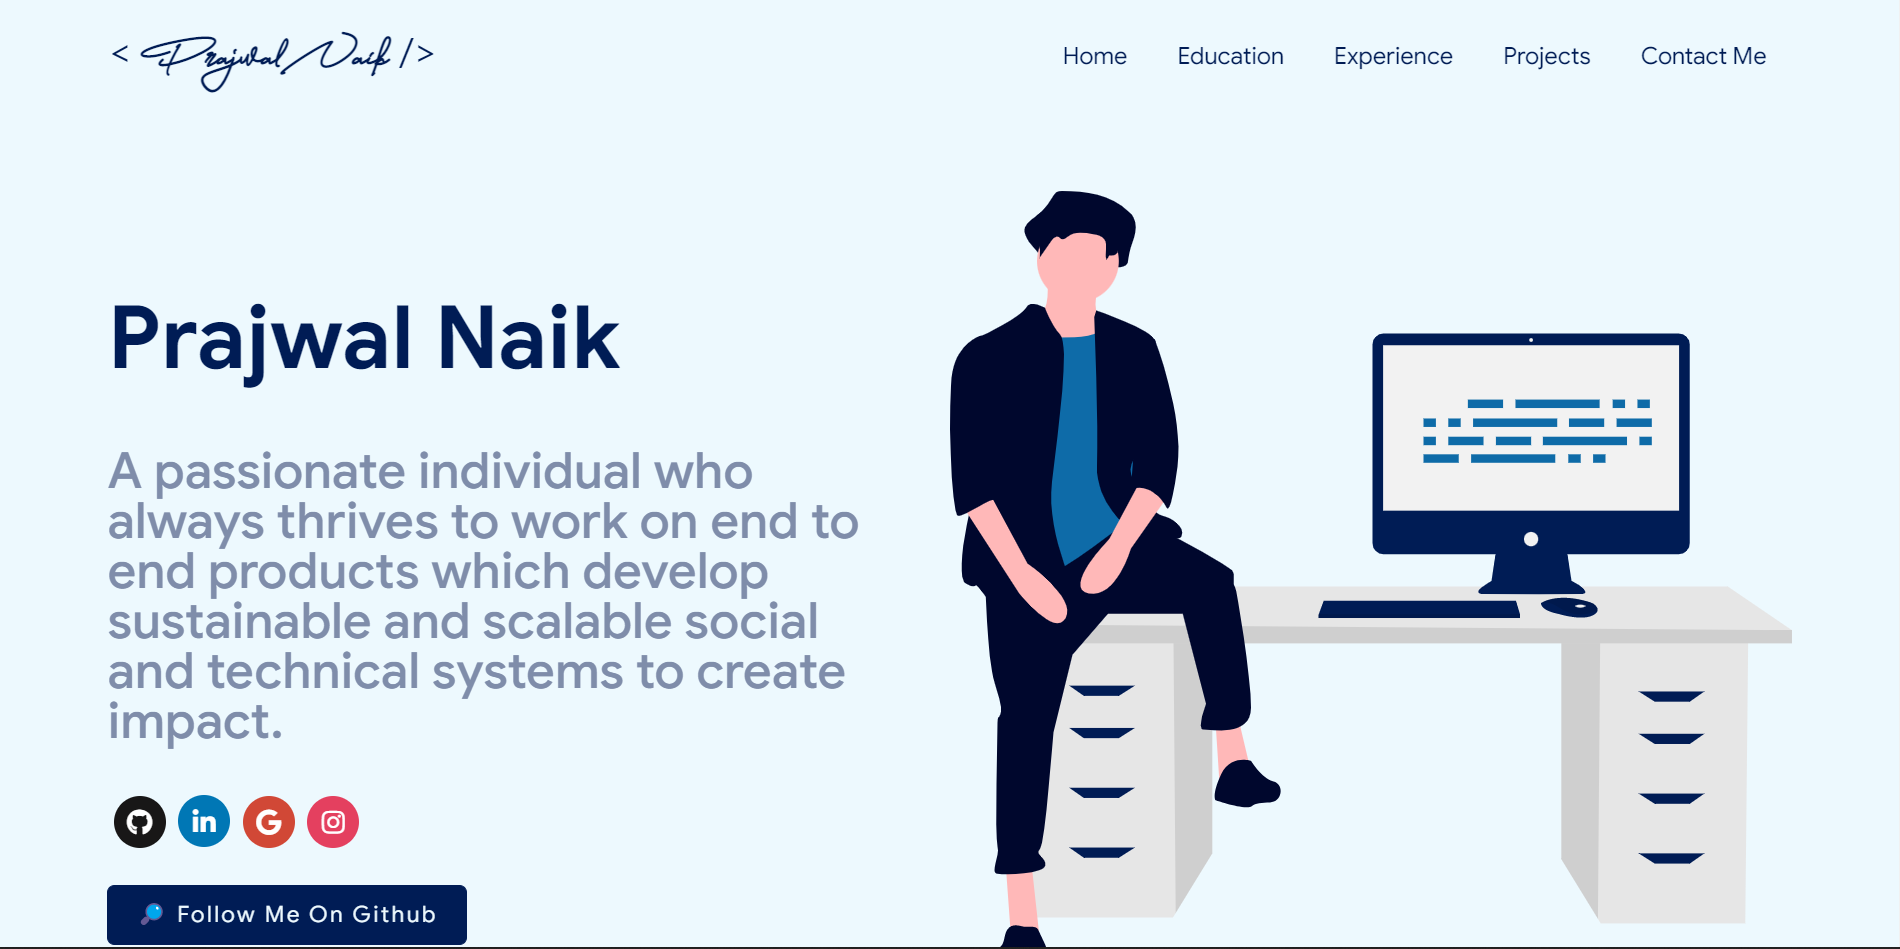 < Prajwal Naik />
Home Education Experience Projects Contact Me
Prajwal Naik
A passionate individual who
always thrives to work on end to
end products which develop
sustainable and scalable social
and technical systems to create
impact.
in G
Follow Me On Github